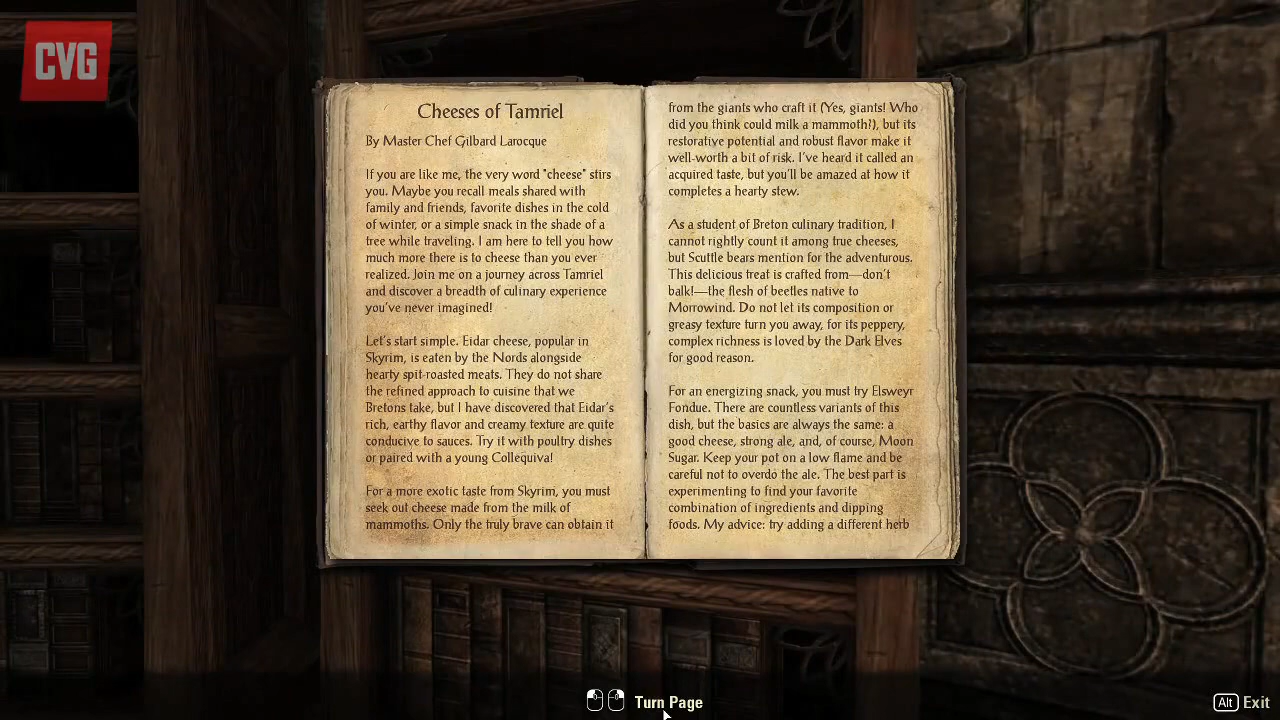 CVG
Cheeses of Tamriel
By Master Chef Gilbard Larocque
If you are like me, the very word "cheese" stirs
you. Maybe you recall meals shared with
family and friends, favorite dishes in the cold
of winter, or a simple snack in the shade of a
tree while traveling. I am here to tell you how
much more there is to cheese than you ever
realized. Join me on a journey across Tamriel
and discover a breadth of culinary experience
you've never imagined!
Let's start simple. Eidar cheese, popular in
Skyrim, is eaten by the Nords alongside
hearty spit-roasted meats. They do not share
the refined approach to cuisine that we
Bretons take, but I have discovered that Eidar's
rich, earthy flavor and creamy texture are quite
conducive to sauces. Try it with poultry dishes
or paired with a young Collequiva!
For a more exotic taste from Skyrim, you must
seek out cheese made from the milk of
mammoths. Only the truly brave can obtain it
from the giants who craft it (Yes, giants! Who
did you think could milk a mammoth?), but its
restorative potential and robust flavor make it
well-worth a bit of risk. I've heard it called an
acquired taste, but you'll be amazed at how it
completes a hearty stew.
As a student of Breton culinary tradition, I
cannot rightly count it among true cheeses,
but Scuttle bears mention for the adventurous.
This delicious treat is crafted from—don't
balk!—the flesh of beetles native to
Morrowind. Do not let its composition or
greasy texture turn you away, for its peppery,
complex richness is loved by the Dark Elves
for good reason.
For an energizing snack, you must try Elsweyr
Fondue. There are countless variants of this
dish, but the basics are always the same: a
good cheese, strong ale, and, of course, Moon
Sugar. Keep your pot on a low flame and be
careful not to overdo the ale. The best part is
experimenting to find your favorite
combination of ingredients and dipping
foods. My advice: try adding a different herb
Turn Page
Alt Exit